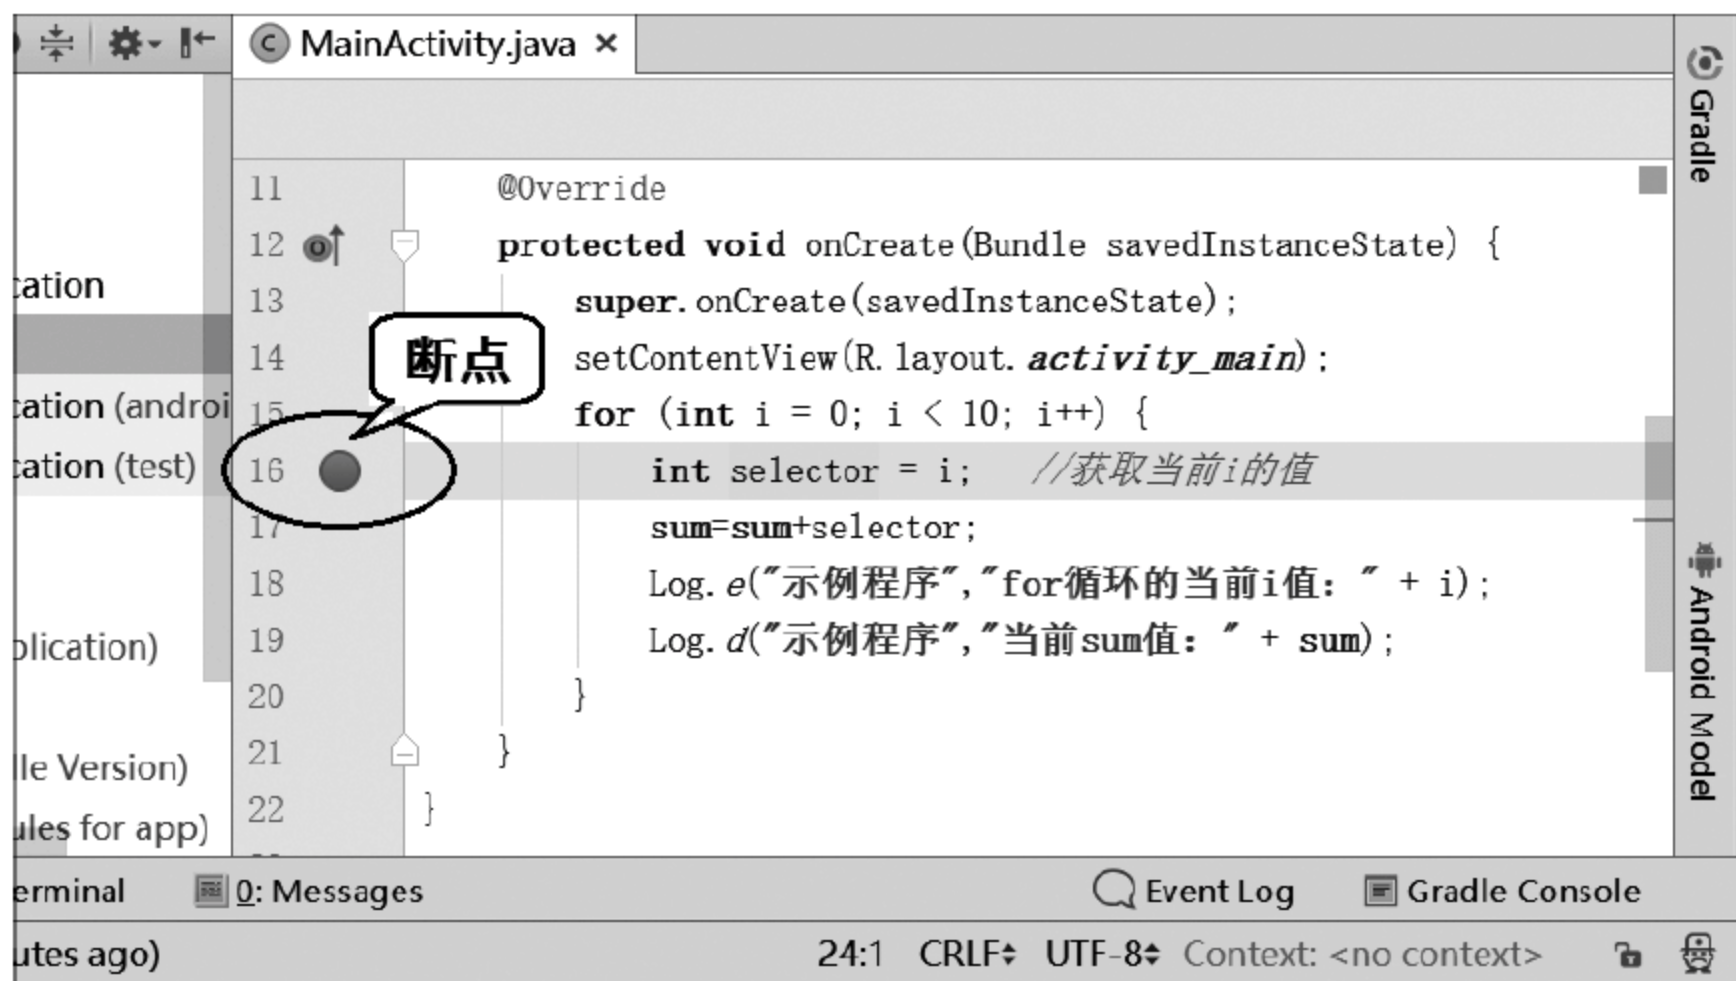 MainActivity.java ×
Gradle
11 @Override
12 protected void onCreate(Bundle savedInstanceState) {
cation
13 super.onCreate(savedInstanceState);
断点
14 setContentView(R.layout.activity_main);
cation (androi
15 for (int i = 0; i < 10; i++) {
cation (test)
16 int selector = i; //获取当前i的值
17 sum=sum+selector;
18 Log.e("示例程序","for循环的当前i值：" + i);
Android Model
plication)
19 Log.d("示例程序","当前sum值：" + sum);
20 }
lle Version)
21 }
22 }
ules for app)
erminal
0: Messages
Event Log
Gradle Console
utes ago)
24:1 CRLF UTF-8 Context: <no context>